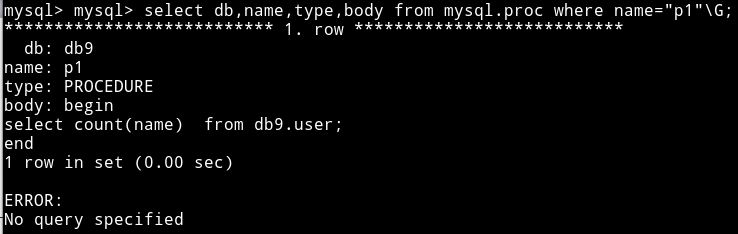 mysql> mysql> select db,name,type,body from mysql.proc where name="p1"\G;
*************************** 1. row ***************************
  db: db9
name: p1
type: PROCEDURE
body: begin
select count(name)  from db9.user;
end
1 row in set (0.00 sec)

ERROR:
No query specified